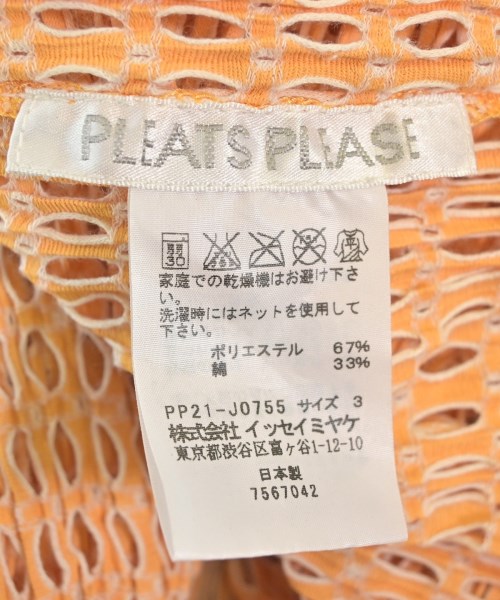 PLEATS PLEASE
家庭での乾燥機はお避け下さ
い。
洗濯時にはネットを使用して
下さい。
ポリエステル 67%
綿 33%
PP21-J0755 サイズ 3
株式会社 イッセイミヤケ
東京都渋谷区富ヶ谷1-12-10
日本製
7567042